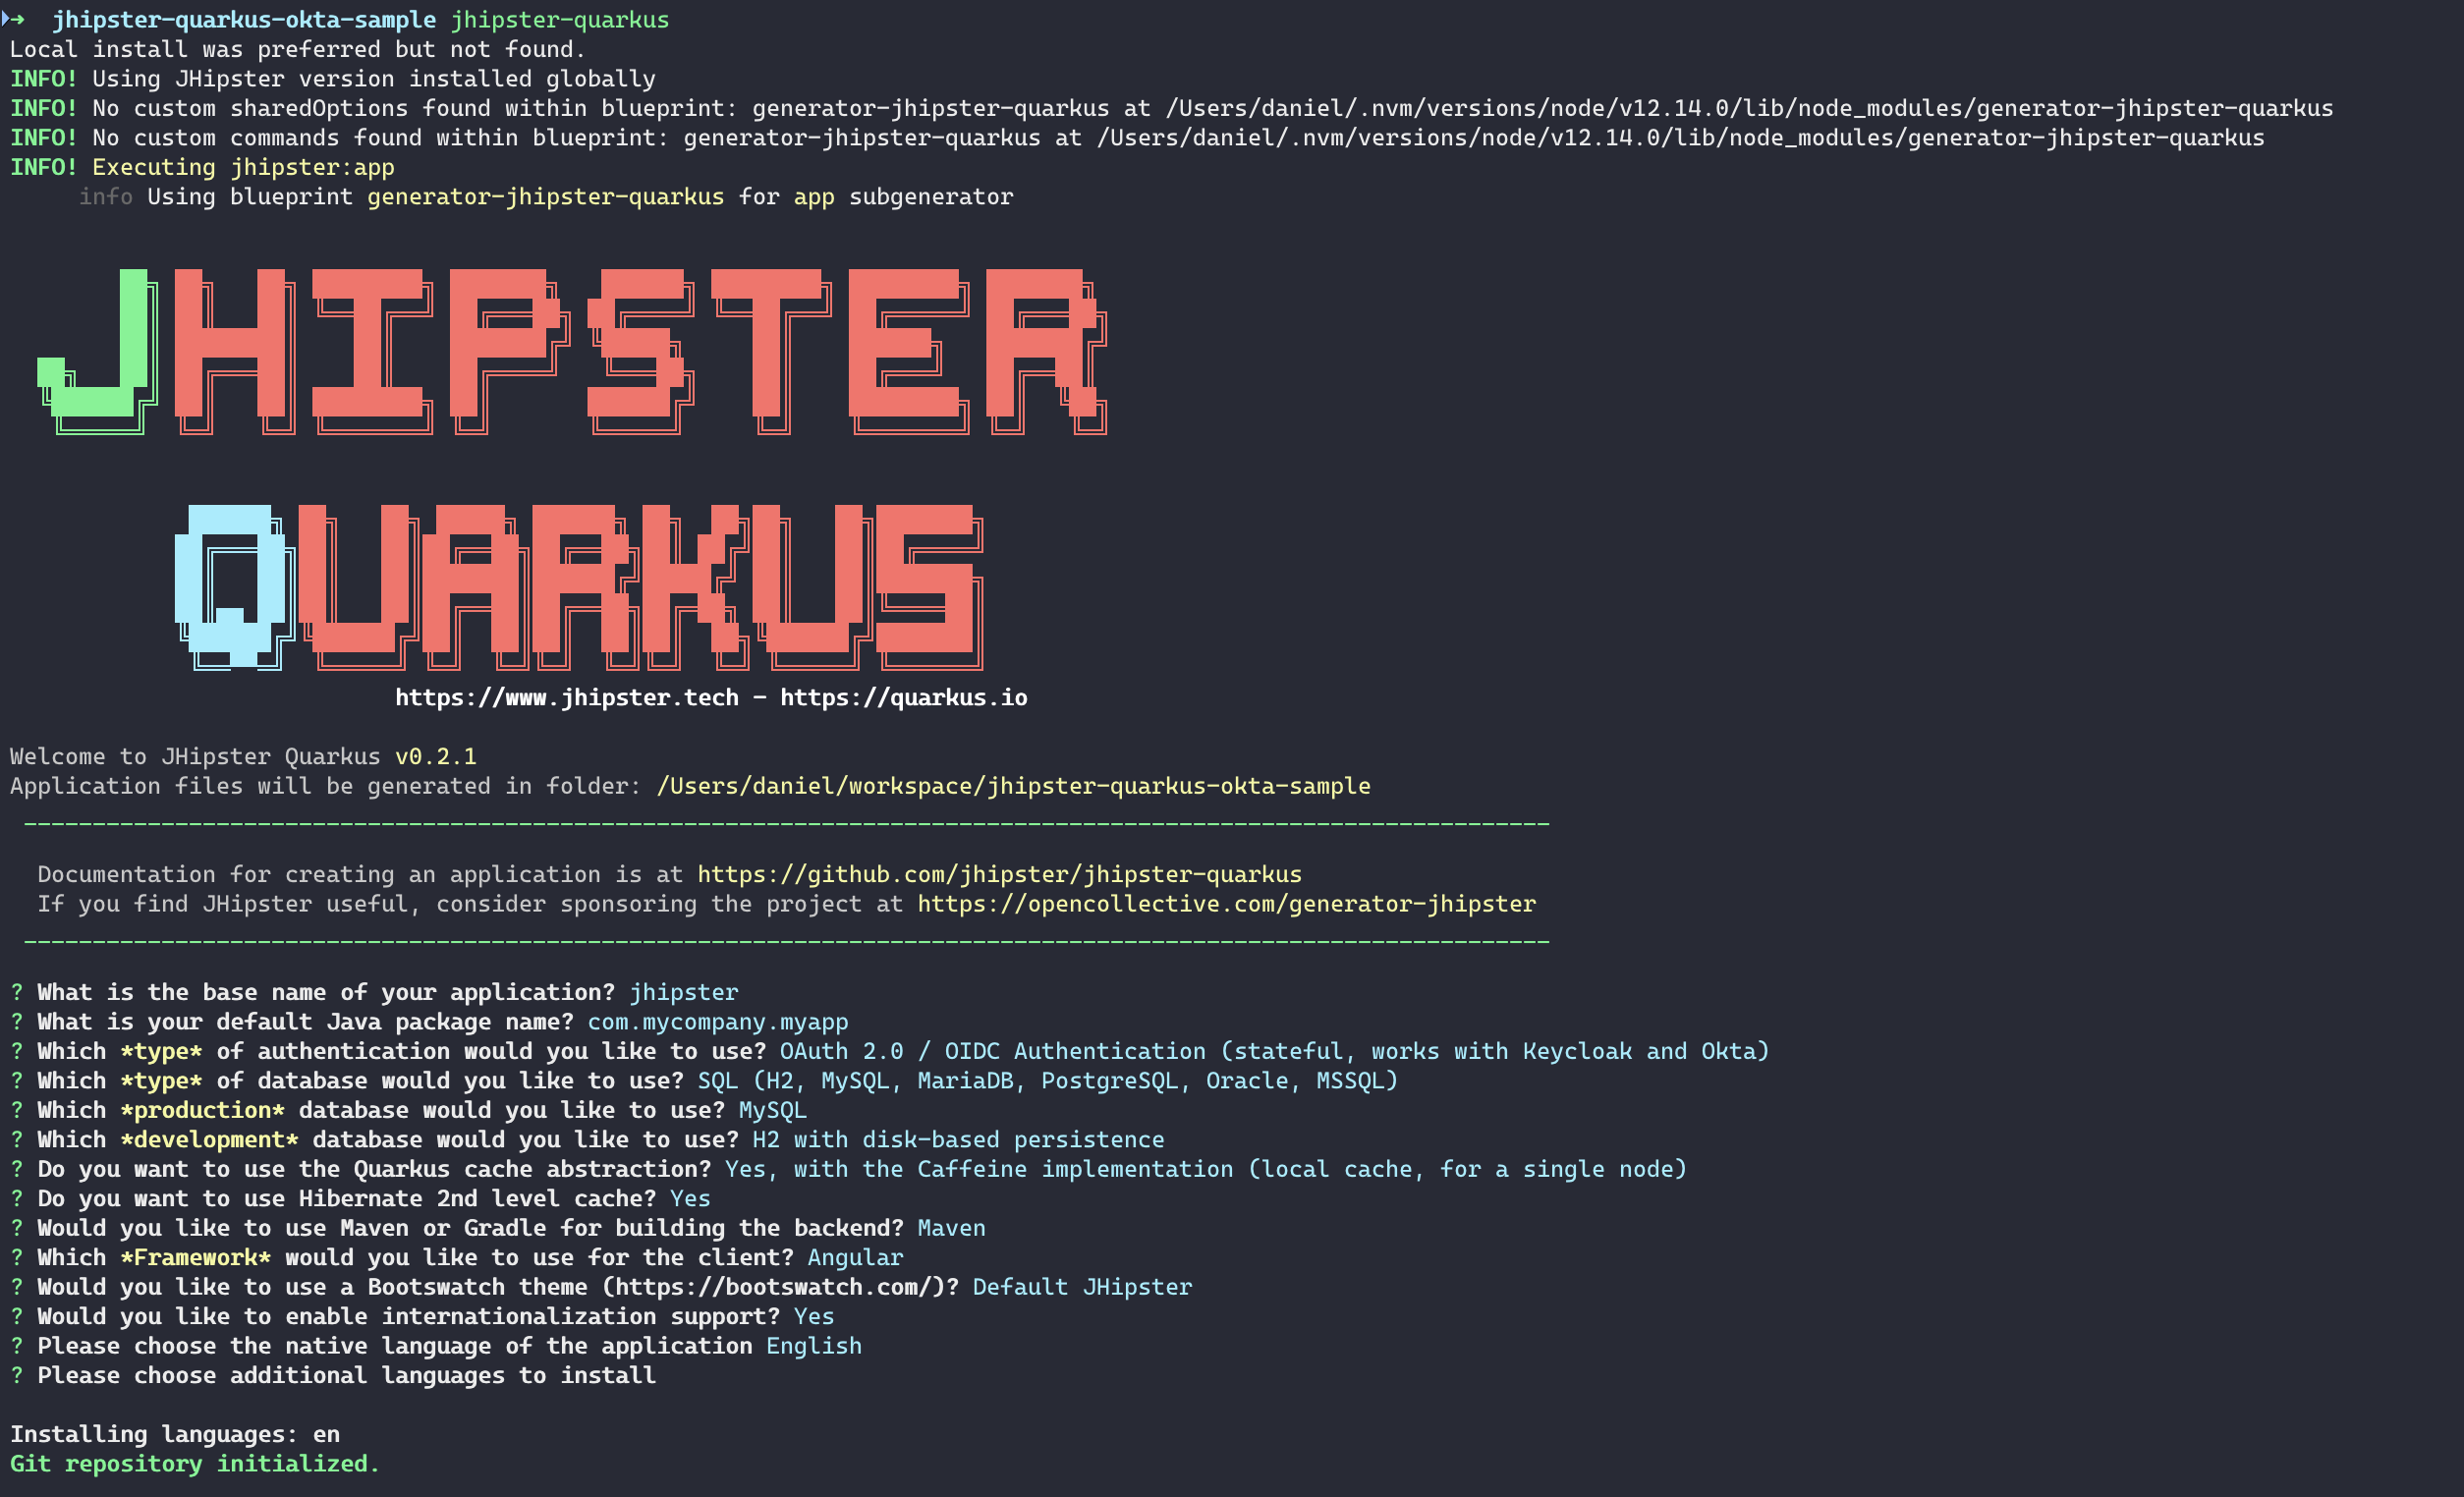 ➜  jhipster-quarkus-okta-sample jhipster-quarkus
Local install was preferred but not found.
INFO! Using JHipster version installed globally
INFO! No custom sharedOptions found within blueprint: generator-jhipster-quarkus at /Users/daniel/.nvm/versions/node/v12.14.0/lib/node_modules/generator-jhipster-quarkus
INFO! No custom commands found within blueprint: generator-jhipster-quarkus at /Users/daniel/.nvm/versions/node/v12.14.0/lib/node_modules/generator-jhipster-quarkus
INFO! Executing jhipster:app
info Using blueprint generator-jhipster-quarkus for app subgenerator
JHIPSTER
QUARKUS
https://www.jhipster.tech - https://quarkus.io
Welcome to JHipster Quarkus v0.2.1
Application files will be generated in folder: /Users/daniel/workspace/jhipster-quarkus-okta-sample
Documentation for creating an application is at https://github.com/jhipster/jhipster-quarkus
If you find JHipster useful, consider sponsoring the project at https://opencollective.com/generator-jhipster
? What is the base name of your application? jhipster
? What is your default Java package name? com.mycompany.myapp
? Which *type* of authentication would you like to use? OAuth 2.0 / OIDC Authentication (stateful, works with Keycloak and Okta)
? Which *type* of database would you like to use? SQL (H2, MySQL, MariaDB, PostgreSQL, Oracle, MSSQL)
? Which *production* database would you like to use? MySQL
? Which *development* database would you like to use? H2 with disk-based persistence
? Do you want to use the Quarkus cache abstraction? Yes, with the Caffeine implementation (local cache, for a single node)
? Do you want to use Hibernate 2nd level cache? Yes
? Would you like to use Maven or Gradle for building the backend? Maven
? Which *Framework* would you like to use for the client? Angular
? Would you like to use a Bootswatch theme (https://bootswatch.com/)? Default JHipster
? Would you like to enable internationalization support? Yes
? Please choose the native language of the application English
? Please choose additional languages to install
Installing languages: en
Git repository initialized.